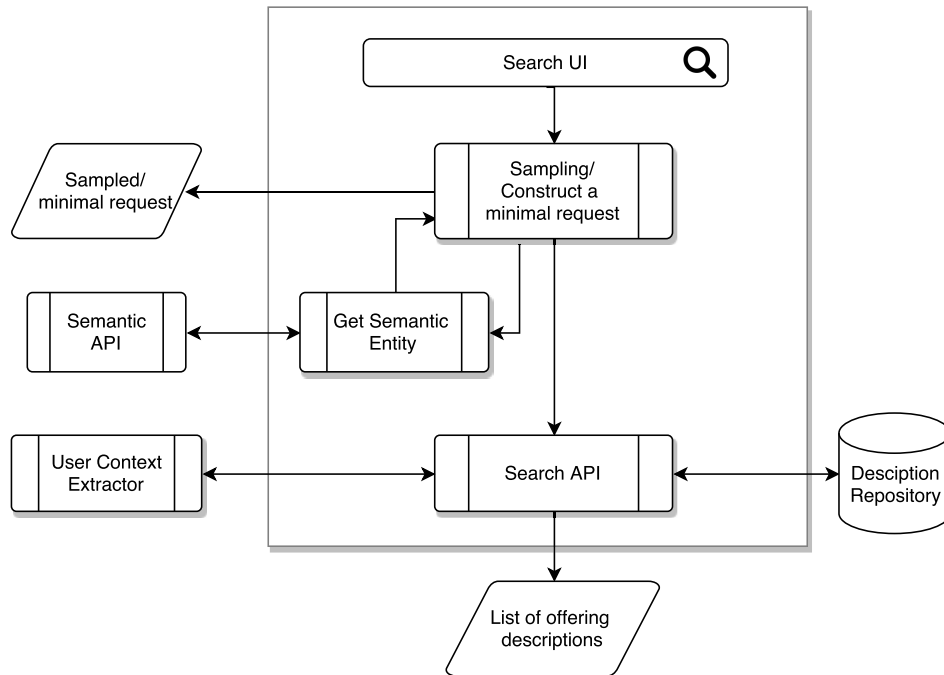 Search UI
Sampling/
Construct a
minimal request
Sampled/
minimal request
Get Semantic
Entity
Semantic
API
User Context
Extractor
Search API
Desciption
Repository
List of offering
descriptions